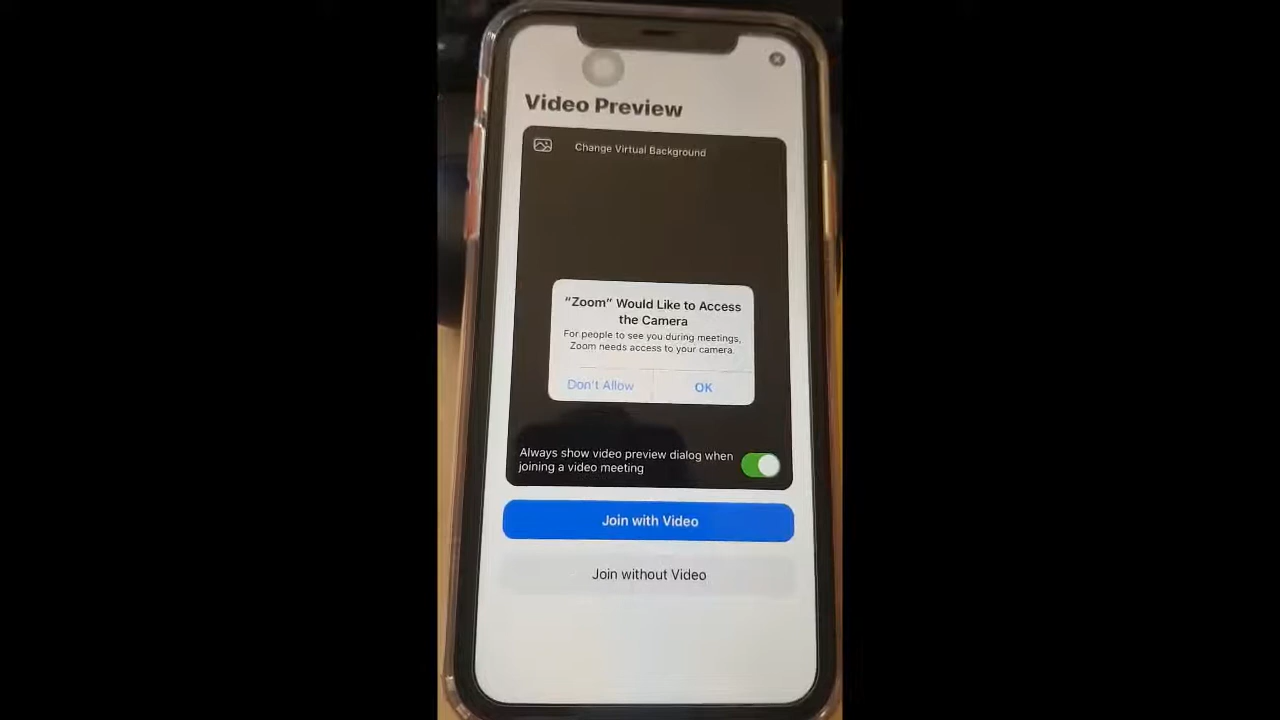 Video Preview
Change Virtual Background
“Zoom” Would Like to Access
the Camera
For people to see you during meetings,
Zoom needs access to your camera.
Don't Allow
OK
Always show video preview dialog when
joining a video meeting
Join with Video
Join without Video